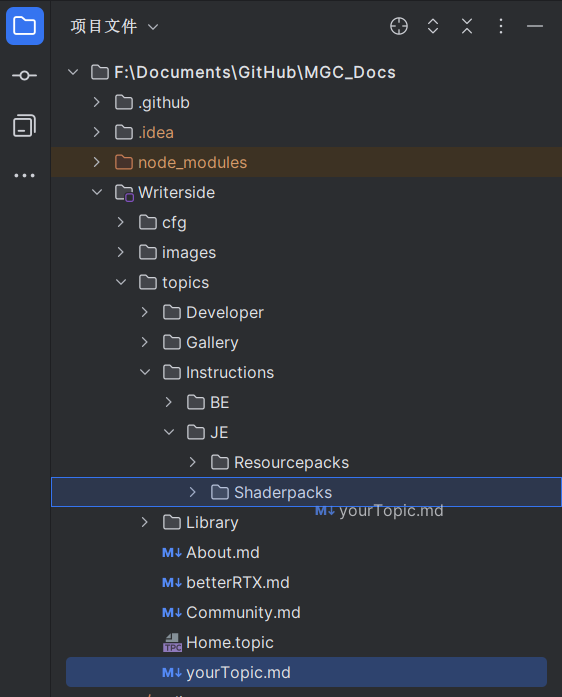 项目文件
F:\Documents\GitHub\MGC_Docs
.github
.idea
node_modules
Writerside
cfg
images
topics
Developer
Gallery
Instructions
BE
JE
Resourcepacks
Shaderpacks
M↓ yourTopic.md
Library
M↓ About.md
M↓ betterRTX.md
M↓ Community.md
TPC Home.topic
M↓ yourTopic.md